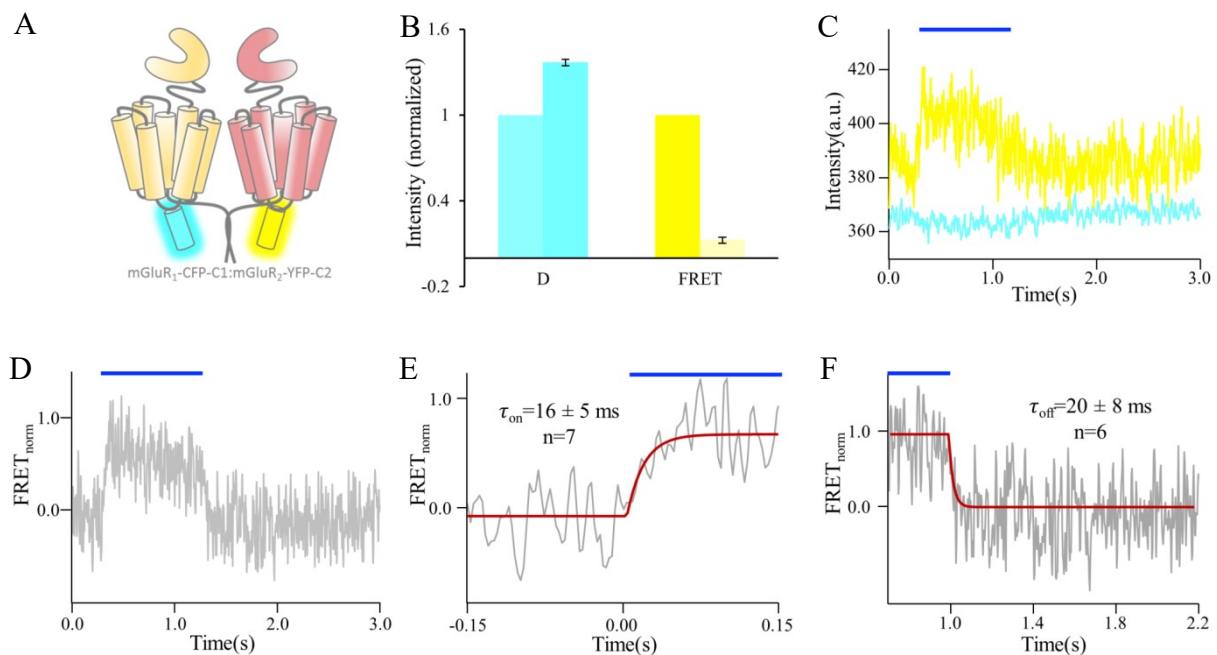 A
mGluR₁-CFP-C1:mGluR₂-YFP-C2
B
Intensity (normalized)
1.6
1
0.4
-0.2
D
FRET
C
Intensity(a.u.)
420
400
380
360
0.0
1.0
2.0
3.0
Time(s)
D
FRETnorm
1.0
0.0
0.0
1.0
2.0
3.0
Time(s)
E
FRETnorm
1.0
0.0
τon=16 ± 5 ms
n=7
-0.15
0.00
0.15
Time(s)
F
FRETnorm
1.0
0.0
τoff=20 ± 8 ms
n=6
1.0
1.4
1.8
2.2
Time(s)